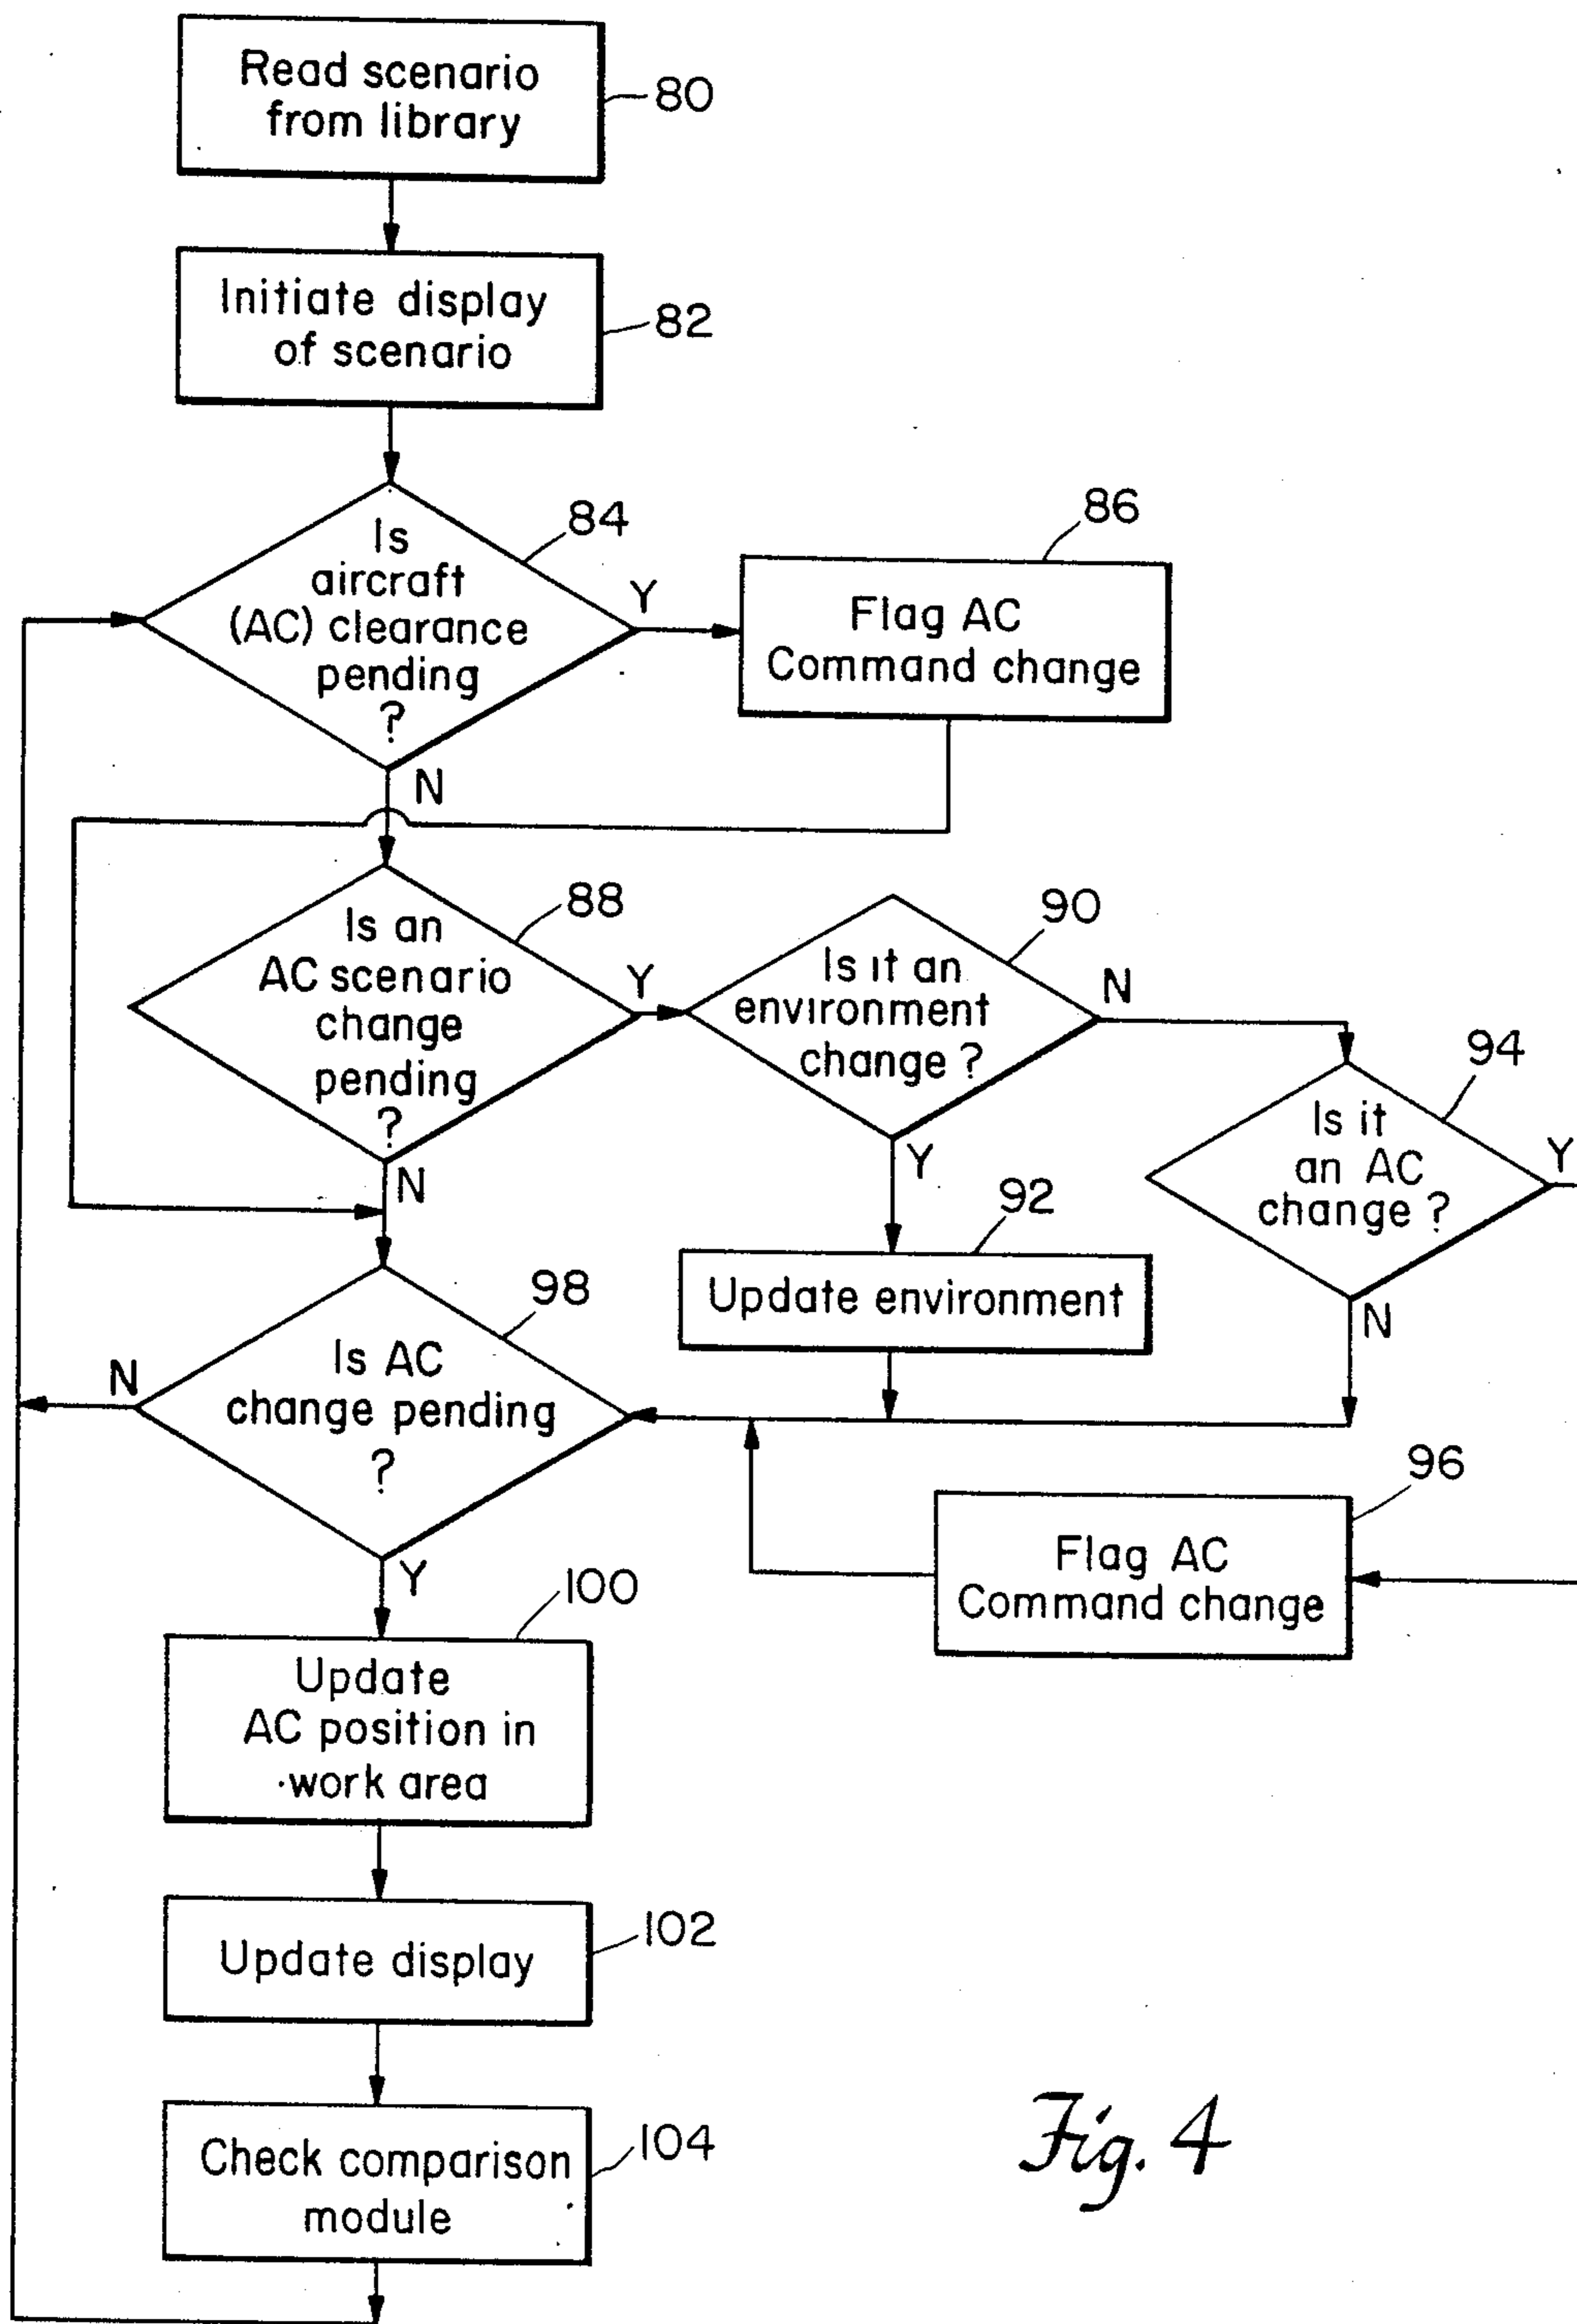 Read scenario
from library
80
Initiate display
of scenario
82
Is
aircraft
(AC) clearance
pending
?
84
Y
N
86
Flag AC
Command change
Is an
AC scenario
change
pending
?
88
Y
N
Is it an
environment
change ?
90
N
Y
Is it
an AC
change ?
94
Y
N
92
Update environment
Is AC
change pending
?
98
N
Y
96
Flag AC
Command change
100
Update
AC position in
work area
Update display
102
Check comparison
module
104
Fig. 4